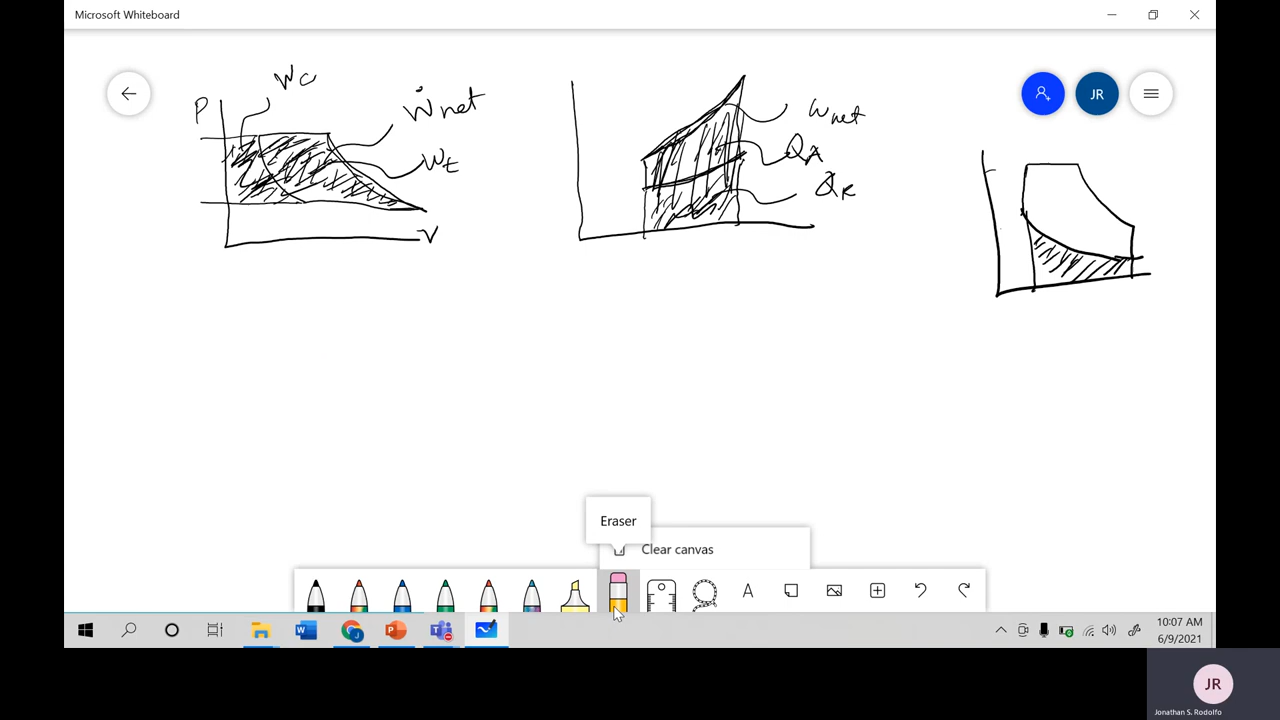 Microsoft Whiteboard
P
Wc
Ẇnet
Wt
V
Wnet
QA
QR
JR
Eraser
Clear canvas
A
10:07 AM
6/9/2021
JR
Jonathan S. Rodolfo